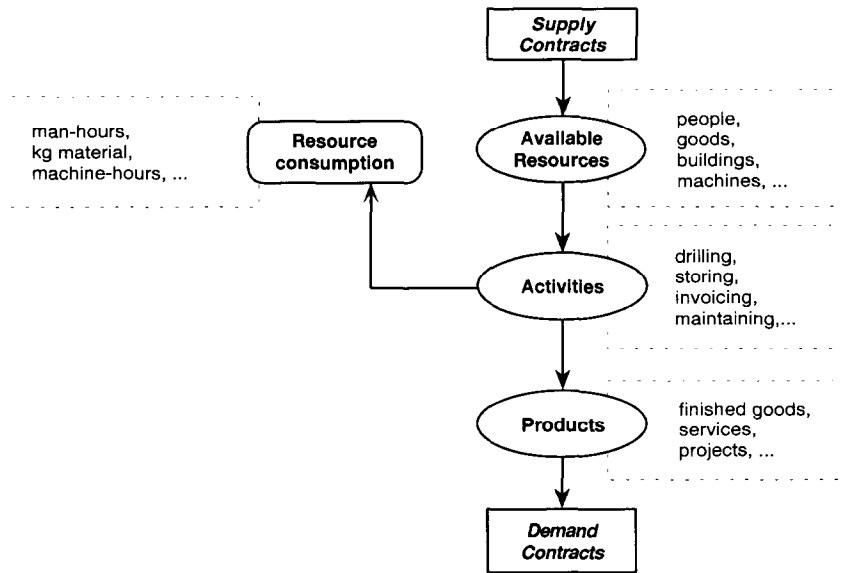 Supply
Contracts
man-hours,
kg material,
machine-hours, ...
Resource
consumption
Available
Resources
people,
goods,
buildings,
machines, ...
Activities
drilling,
storing,
invoicing,
maintaining,...
Products
finished goods,
services,
projects, ...
Demand
Contracts